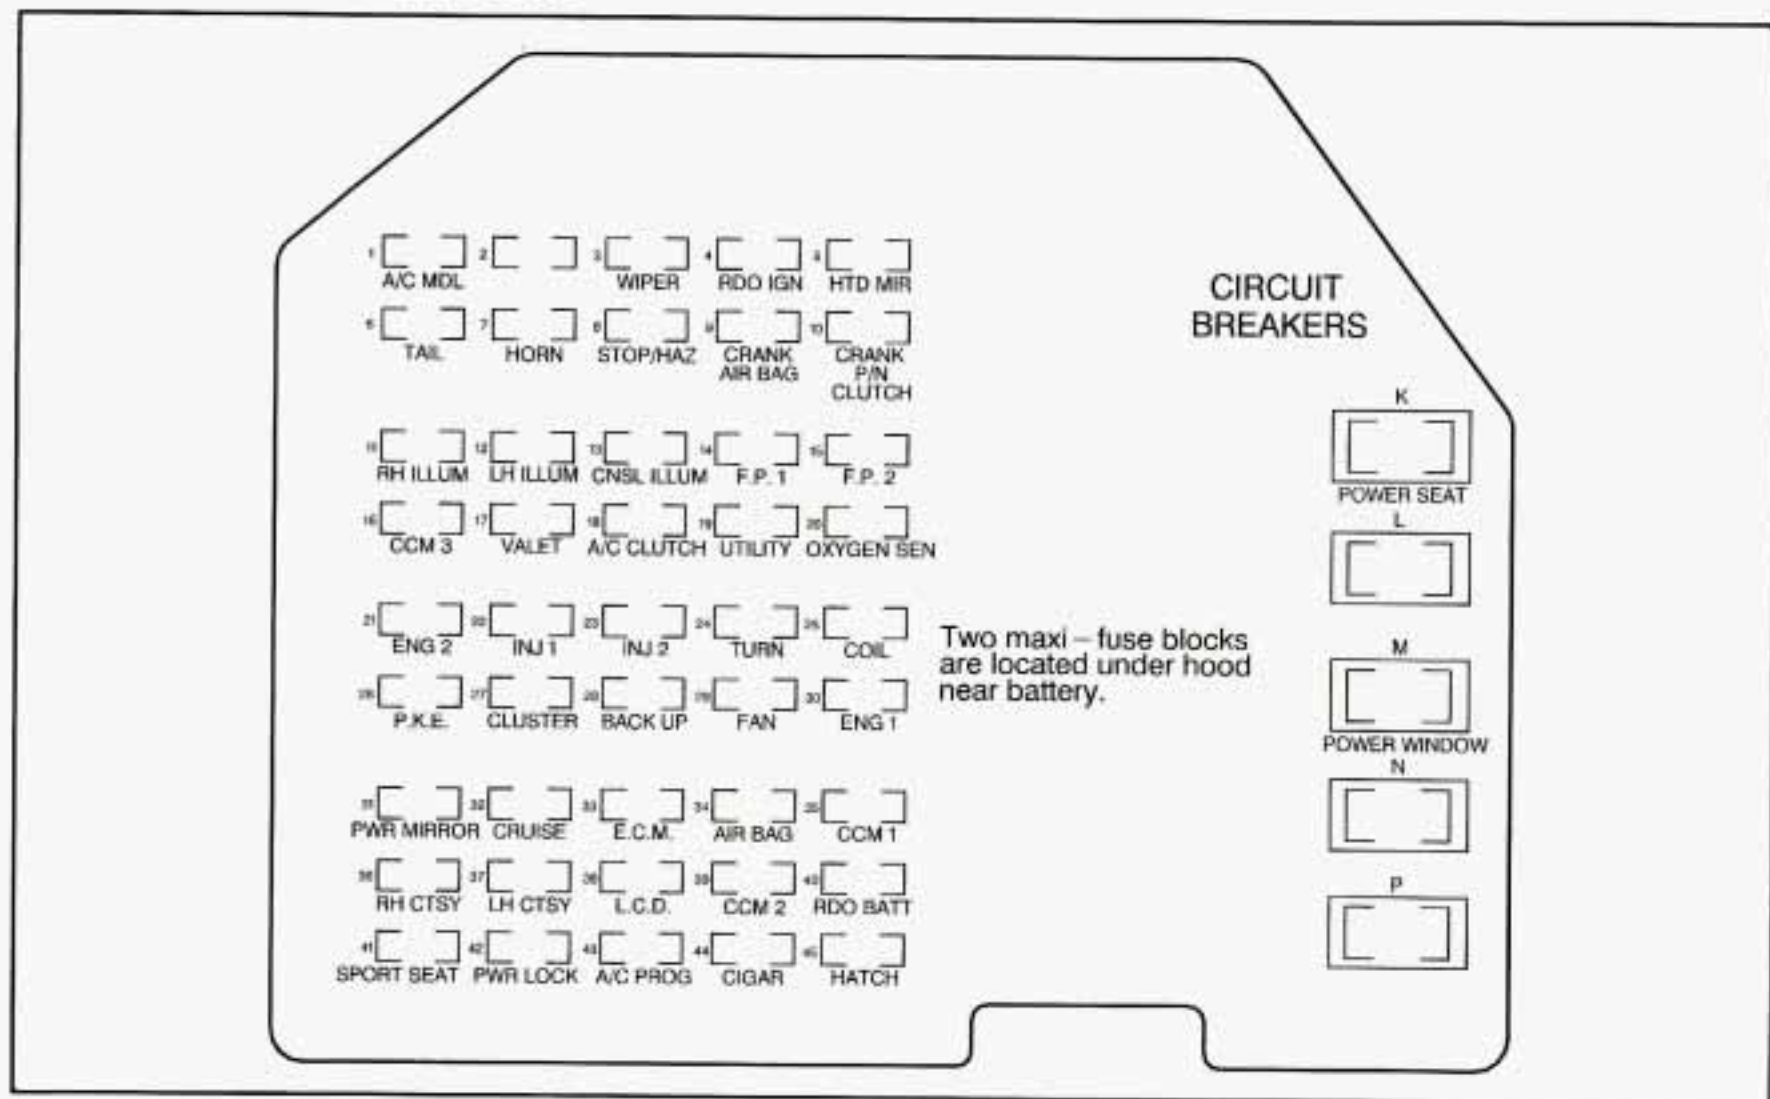 1 2 3 4 5
A/C MDL WIPER RDO IGN HTD MIR
6 7 8 9 10
TAIL HORN STOP/HAZ CRANK AIR BAG CRANK P/N CLUTCH
11 12 13 14 15
RH ILLUM LH ILLUM CNSL ILLUM F.P. 1 F.P. 2
16 17 18 19 20
CCM 3 VALET A/C CLUTCH UTILITY OXYGEN SEN
21 22 23 24 25
ENG 2 INJ 1 INJ 2 TURN COIL
26 27 28 29 30
P.K.E. CLUSTER BACK UP FAN ENG 1
31 32 33 34 35
PWR MIRROR CRUISE E.C.M. AIR BAG CCM 1
36 37 38 39 40
RH CTSY LH CTSY L.C.D. CCM 2 RDO BATT
41 42 43 44 45
SPORT SEAT PWR LOCK A/C PROG CIGAR HATCH
Two maxi – fuse blocks
are located under hood
near battery.
CIRCUIT
BREAKERS
K
POWER SEAT
L
M
POWER WINDOW
N
P